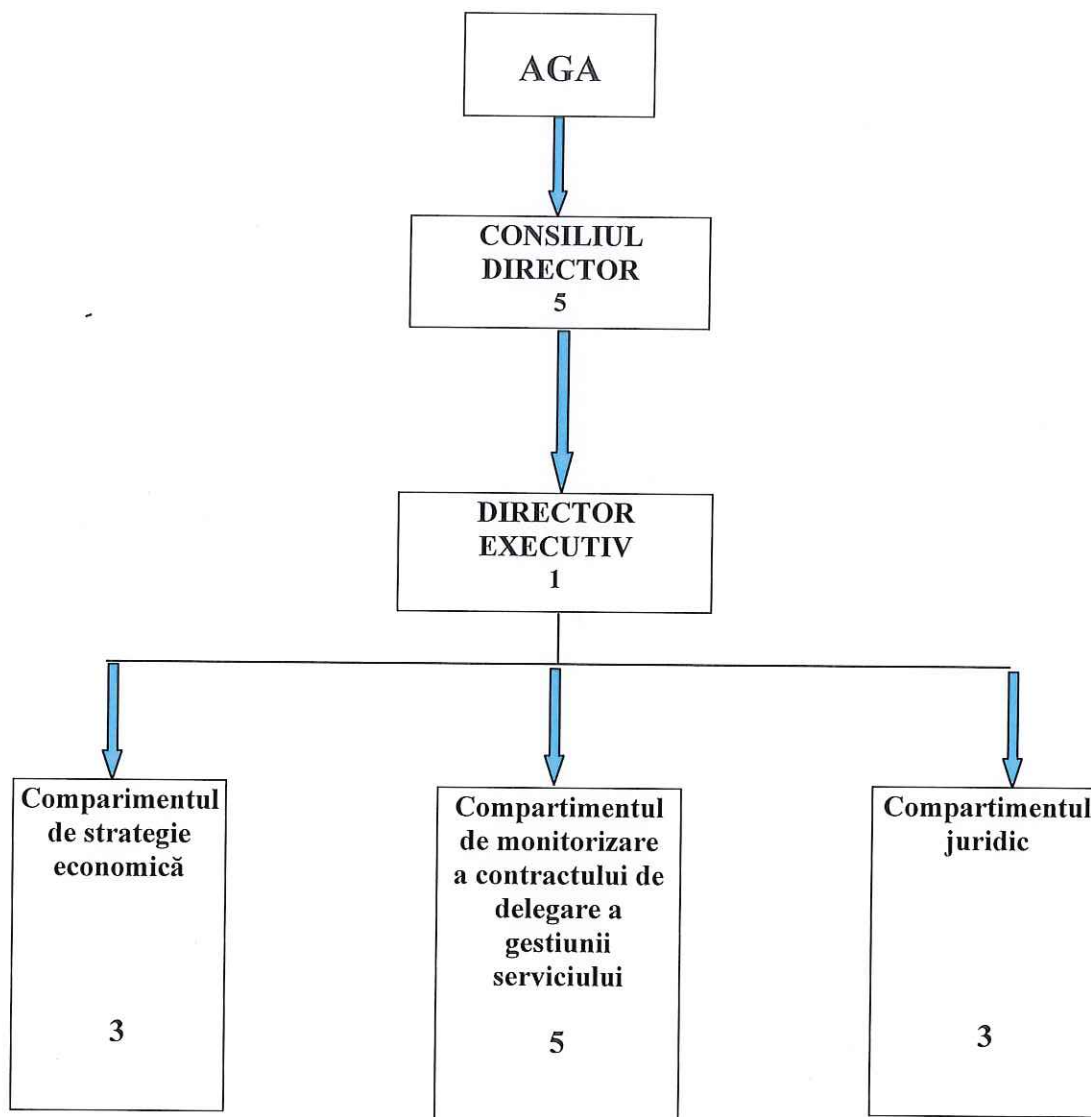 AGA
CONSILIUL
DIRECTOR
5
DIRECTOR
EXECUTIV
1
Comparimentul
de strategie
economică
3
Compartimentul
de monitorizare
a contractului de
delegare a
gestiunii
serviciului
5
Compartimentul
juridic
3